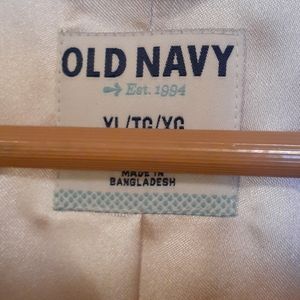 OLD NAVY
Est. 1994
XL/TG/XG
MADE IN
BANGLADESH